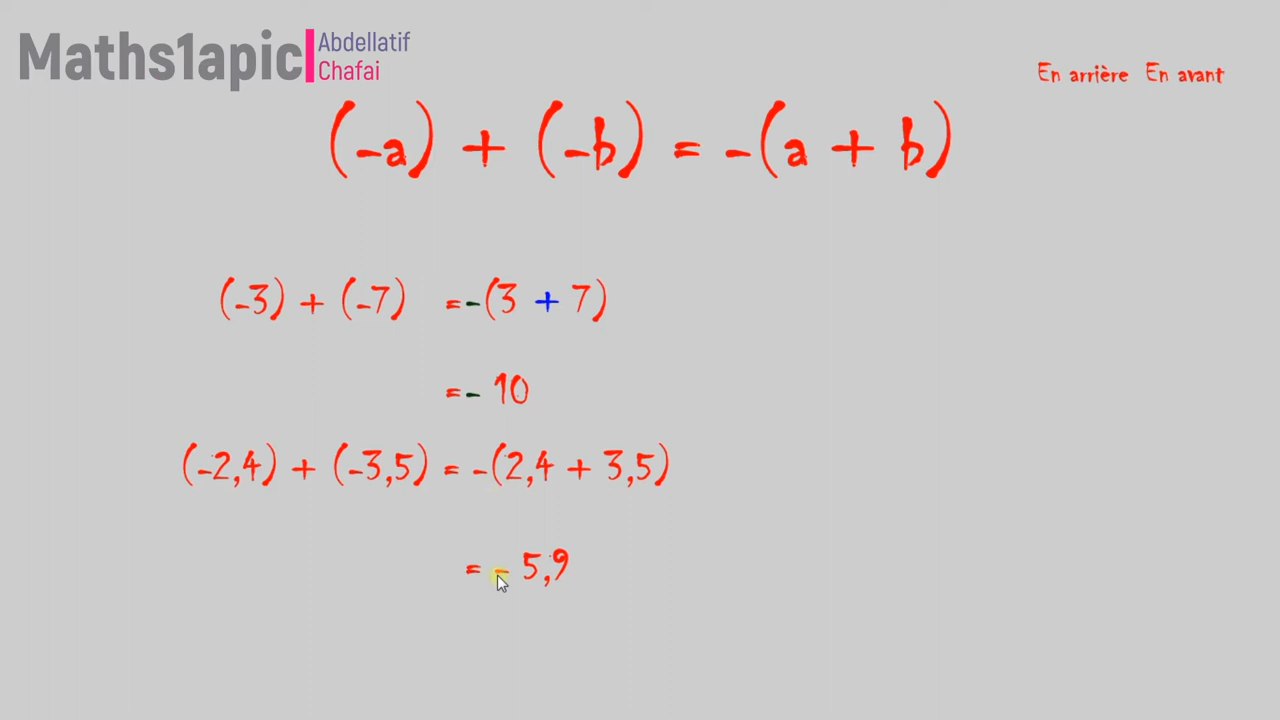 Maths1apic Abdellatif
Chafai
En arrière En avant
(-a) + (-b) = -(a + b)
(-3) + (-7) = -(3 + 7)
= - 10
(-2,4) + (-3,5) = -(2,4 + 3,5)
= - 5,9